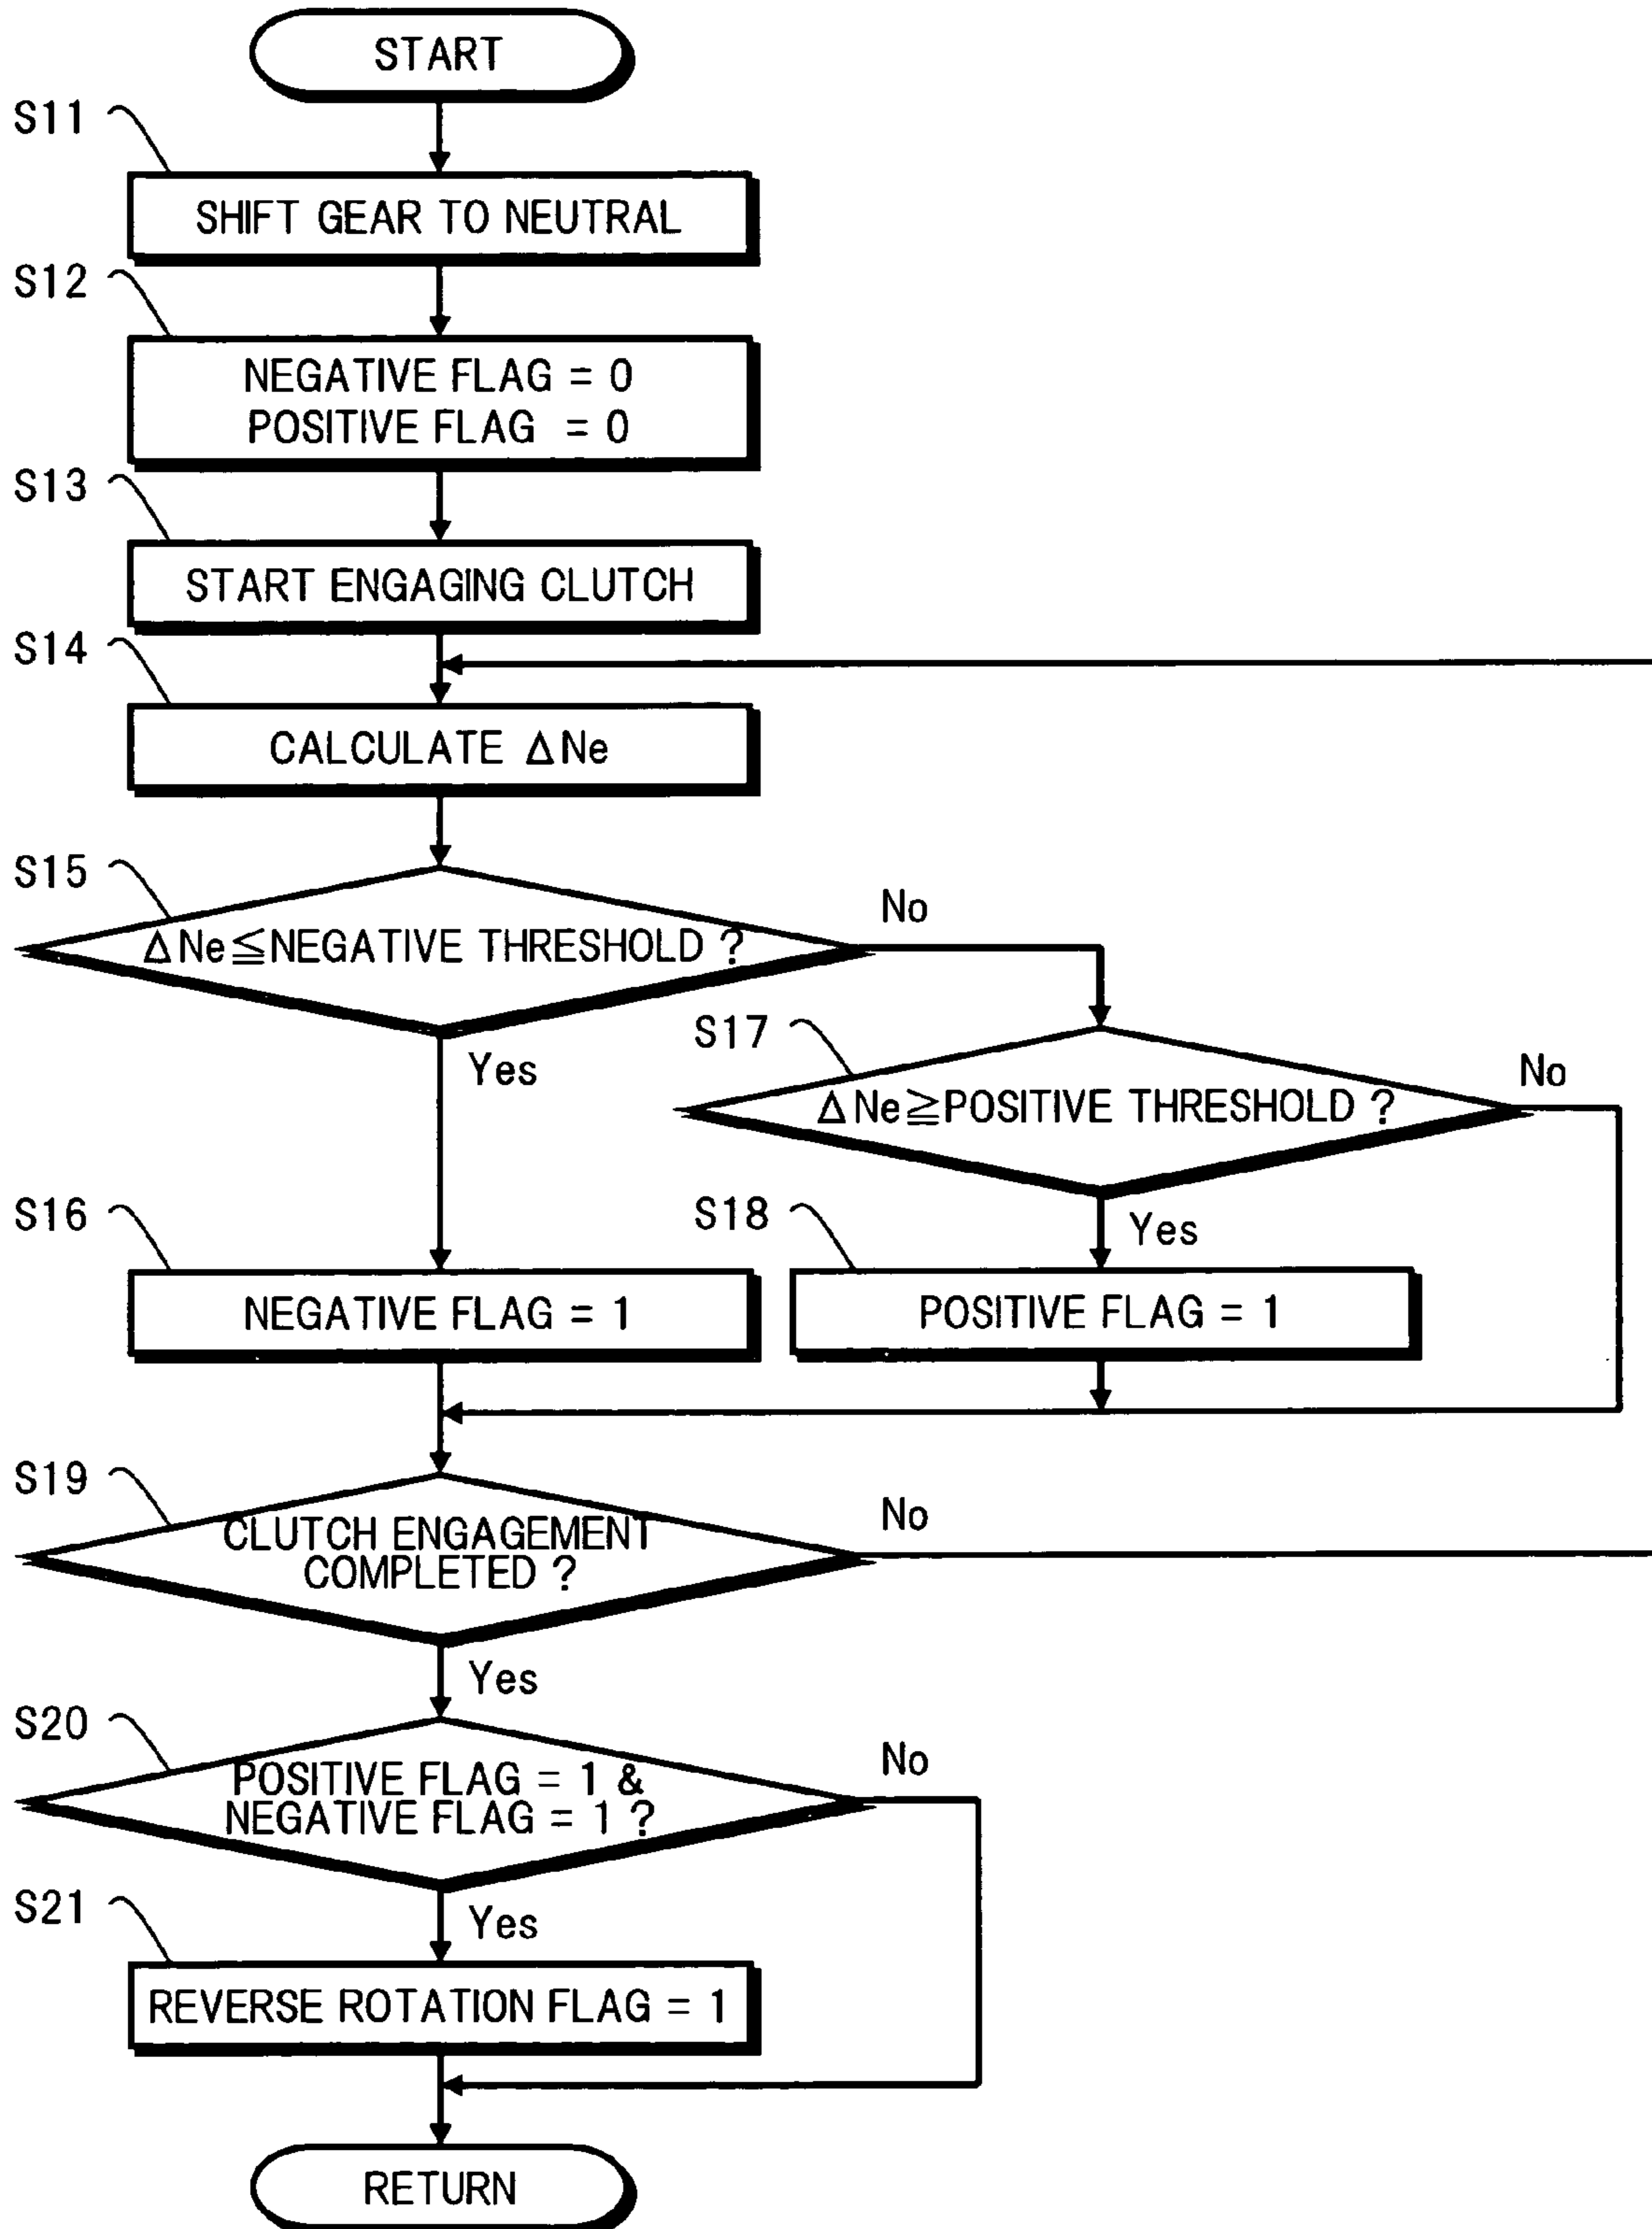 START
S11
SHIFT GEAR TO NEUTRAL
S12
NEGATIVE FLAG = 0
POSITIVE FLAG = 0
S13
START ENGAGING CLUTCH
S14
CALCULATE ΔNe
S15
ΔNe≦NEGATIVE THRESHOLD ?
No
Yes
S17
ΔNe≧POSITIVE THRESHOLD ?
No
Yes
S16
NEGATIVE FLAG = 1
S18
POSITIVE FLAG = 1
S19
CLUTCH ENGAGEMENT
COMPLETED ?
No
Yes
S20
POSITIVE FLAG = 1 &
NEGATIVE FLAG = 1 ?
No
Yes
S21
REVERSE ROTATION FLAG = 1
RETURN